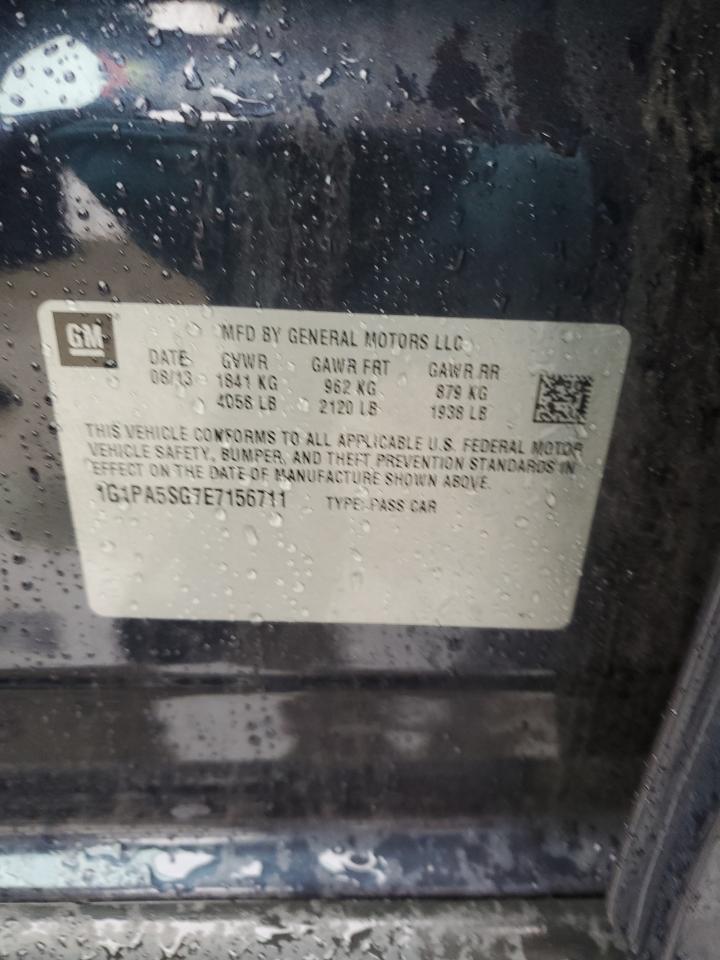 GM
MFD BY GENERAL MOTORS LLC
DATE GVWR GAWR FRT GAWR RR
08/13 1841 KG 962 KG 879 KG
4058 LB 2120 LB 1938 LB
THIS VEHICLE CONFORMS TO ALL APPLICABLE U.S. FEDERAL MOTOR
VEHICLE SAFETY, BUMPER, AND THEFT PREVENTION STANDARDS IN
EFFECT ON THE DATE OF MANUFACTURE SHOWN ABOVE.
1G1PA5SG7E7156711 TYPE: PASS CAR